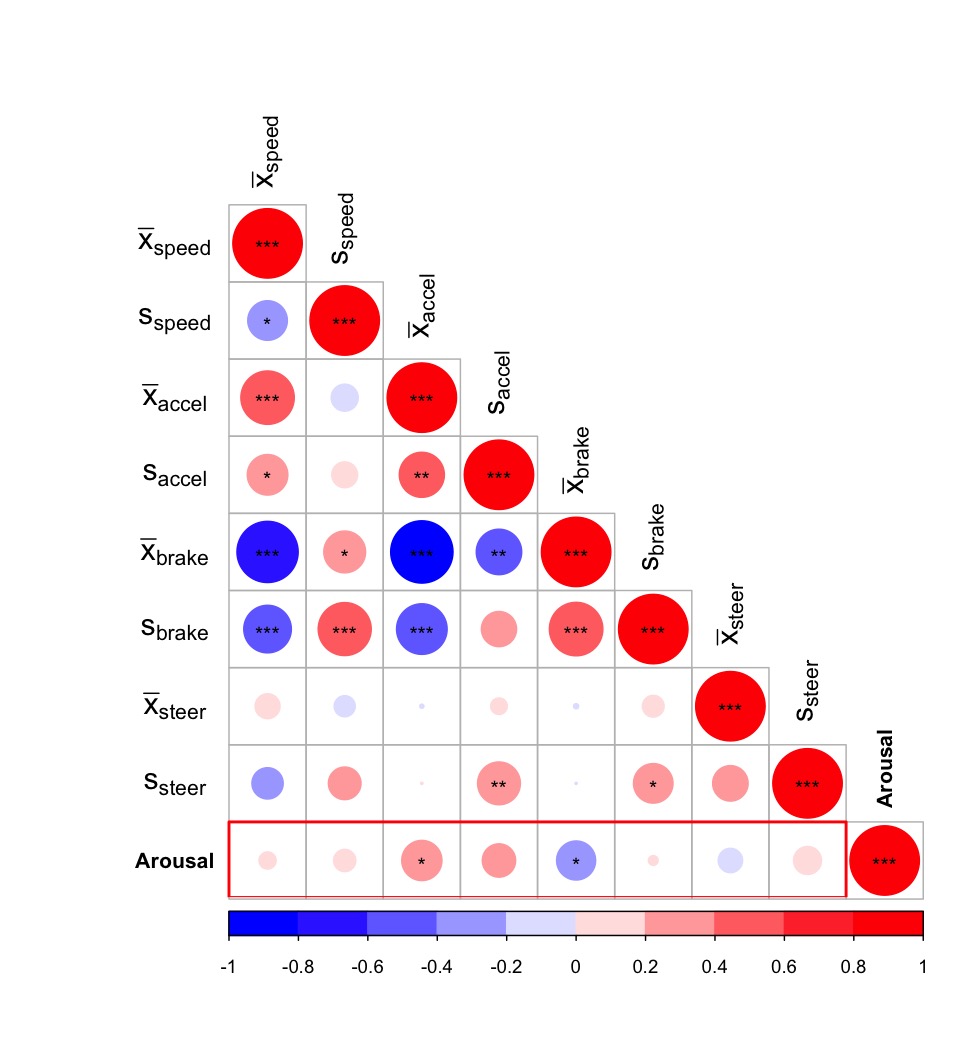 x̄speed
sspeed
x̄accel
saccel
x̄brake
sbrake
x̄steer
ssteer
Arousal
x̄speed ***
sspeed * ***
x̄accel *** ***
saccel * ** ***
x̄brake *** * *** ** ***
sbrake *** *** *** *** ***
x̄steer ***
ssteer ** * ***
Arousal * * ***
-1 -0.8 -0.6 -0.4 -0.2 0 0.2 0.4 0.6 0.8 1